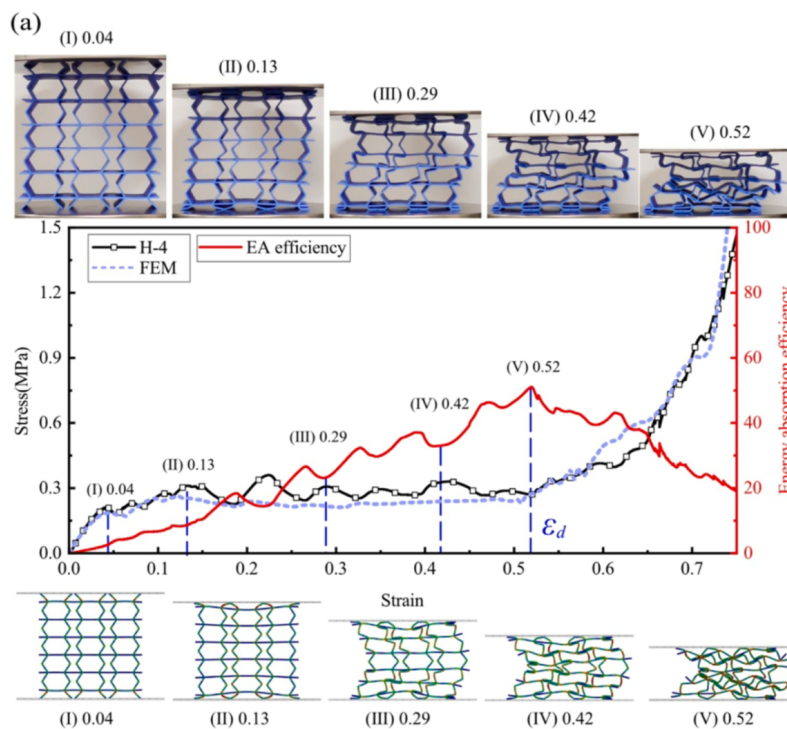 (a)
(I) 0.04
(II) 0.13
(III) 0.29
(IV) 0.42
(V) 0.52
1.5
1.2
0.9
0.6
0.3
0.0
Stress(MPa)
H-4
FEM
EA efficiency
100
80
60
40
20
0
Energy absorption efficiency
(I) 0.04
(II) 0.13
(III) 0.29
(IV) 0.42
(V) 0.52
εd
0.0 0.1 0.2 0.3 0.4 0.5 0.6 0.7
Strain
(I) 0.04
(II) 0.13
(III) 0.29
(IV) 0.42
(V) 0.52